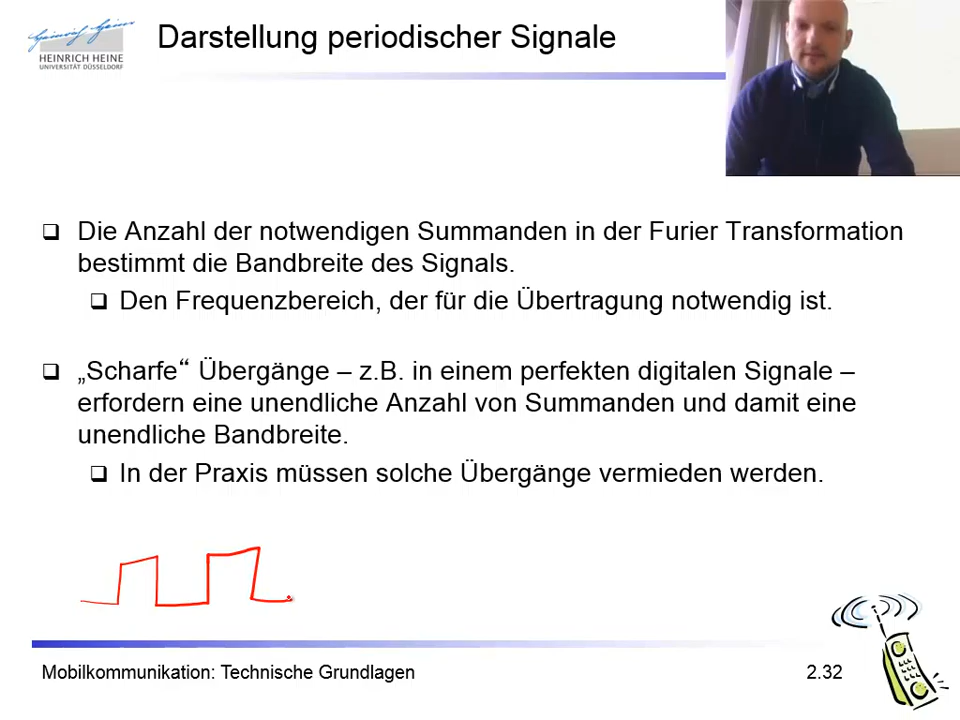 Heinrich Heine
HEINRICH HEINE
UNIVERSITÄT DÜSSELDORF
Darstellung periodischer Signale
❑ Die Anzahl der notwendigen Summanden in der Furier Transformation
bestimmt die Bandbreite des Signals.
❑ Den Frequenzbereich, der für die Übertragung notwendig ist.
❑ „Scharfe“ Übergänge – z.B. in einem perfekten digitalen Signale –
erfordern eine unendliche Anzahl von Summanden und damit eine
unendliche Bandbreite.
❑ In der Praxis müssen solche Übergänge vermieden werden.
Mobilkommunikation: Technische Grundlagen
2.32